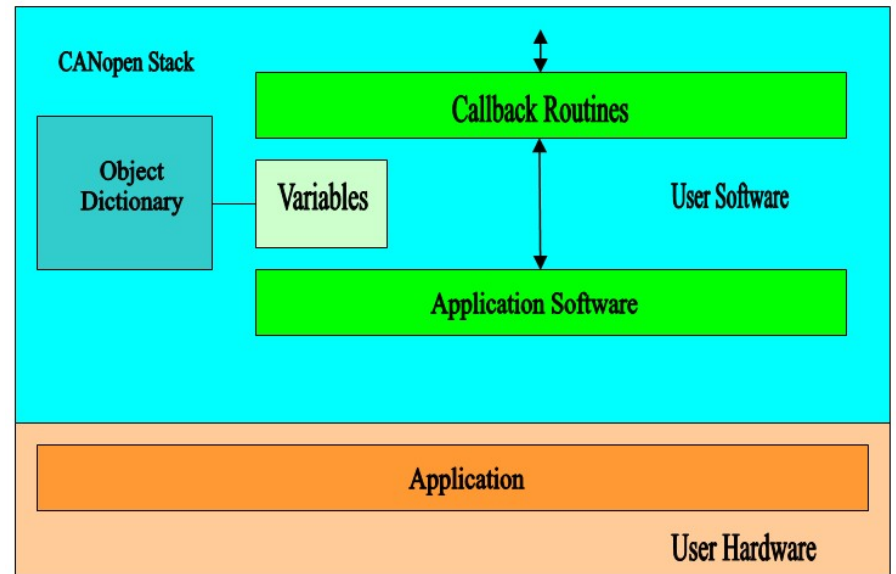 CANopen Stack
Callback Routines
Object
Dictionary
Variables
User Software
Application Software
Application
User Hardware